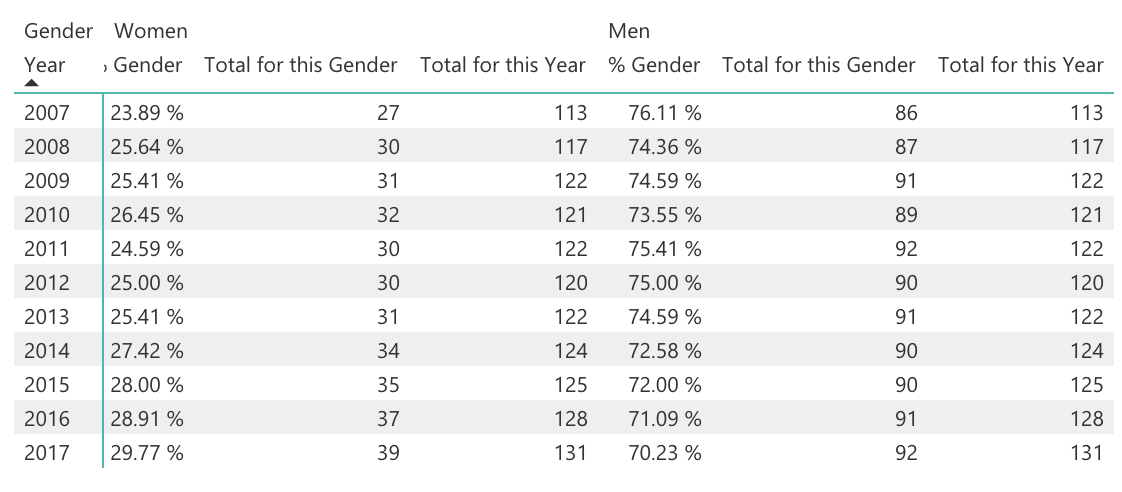 Gender Women Men
Year Gender Total for this Gender Total for this Year % Gender Total for this Gender Total for this Year
2007 23.89 % 27 113 76.11 % 86 113
2008 25.64 % 30 117 74.36 % 87 117
2009 25.41 % 31 122 74.59 % 91 122
2010 26.45 % 32 121 73.55 % 89 121
2011 24.59 % 30 122 75.41 % 92 122
2012 25.00 % 30 120 75.00 % 90 120
2013 25.41 % 31 122 74.59 % 91 122
2014 27.42 % 34 124 72.58 % 90 124
2015 28.00 % 35 125 72.00 % 90 125
2016 28.91 % 37 128 71.09 % 91 128
2017 29.77 % 39 131 70.23 % 92 131